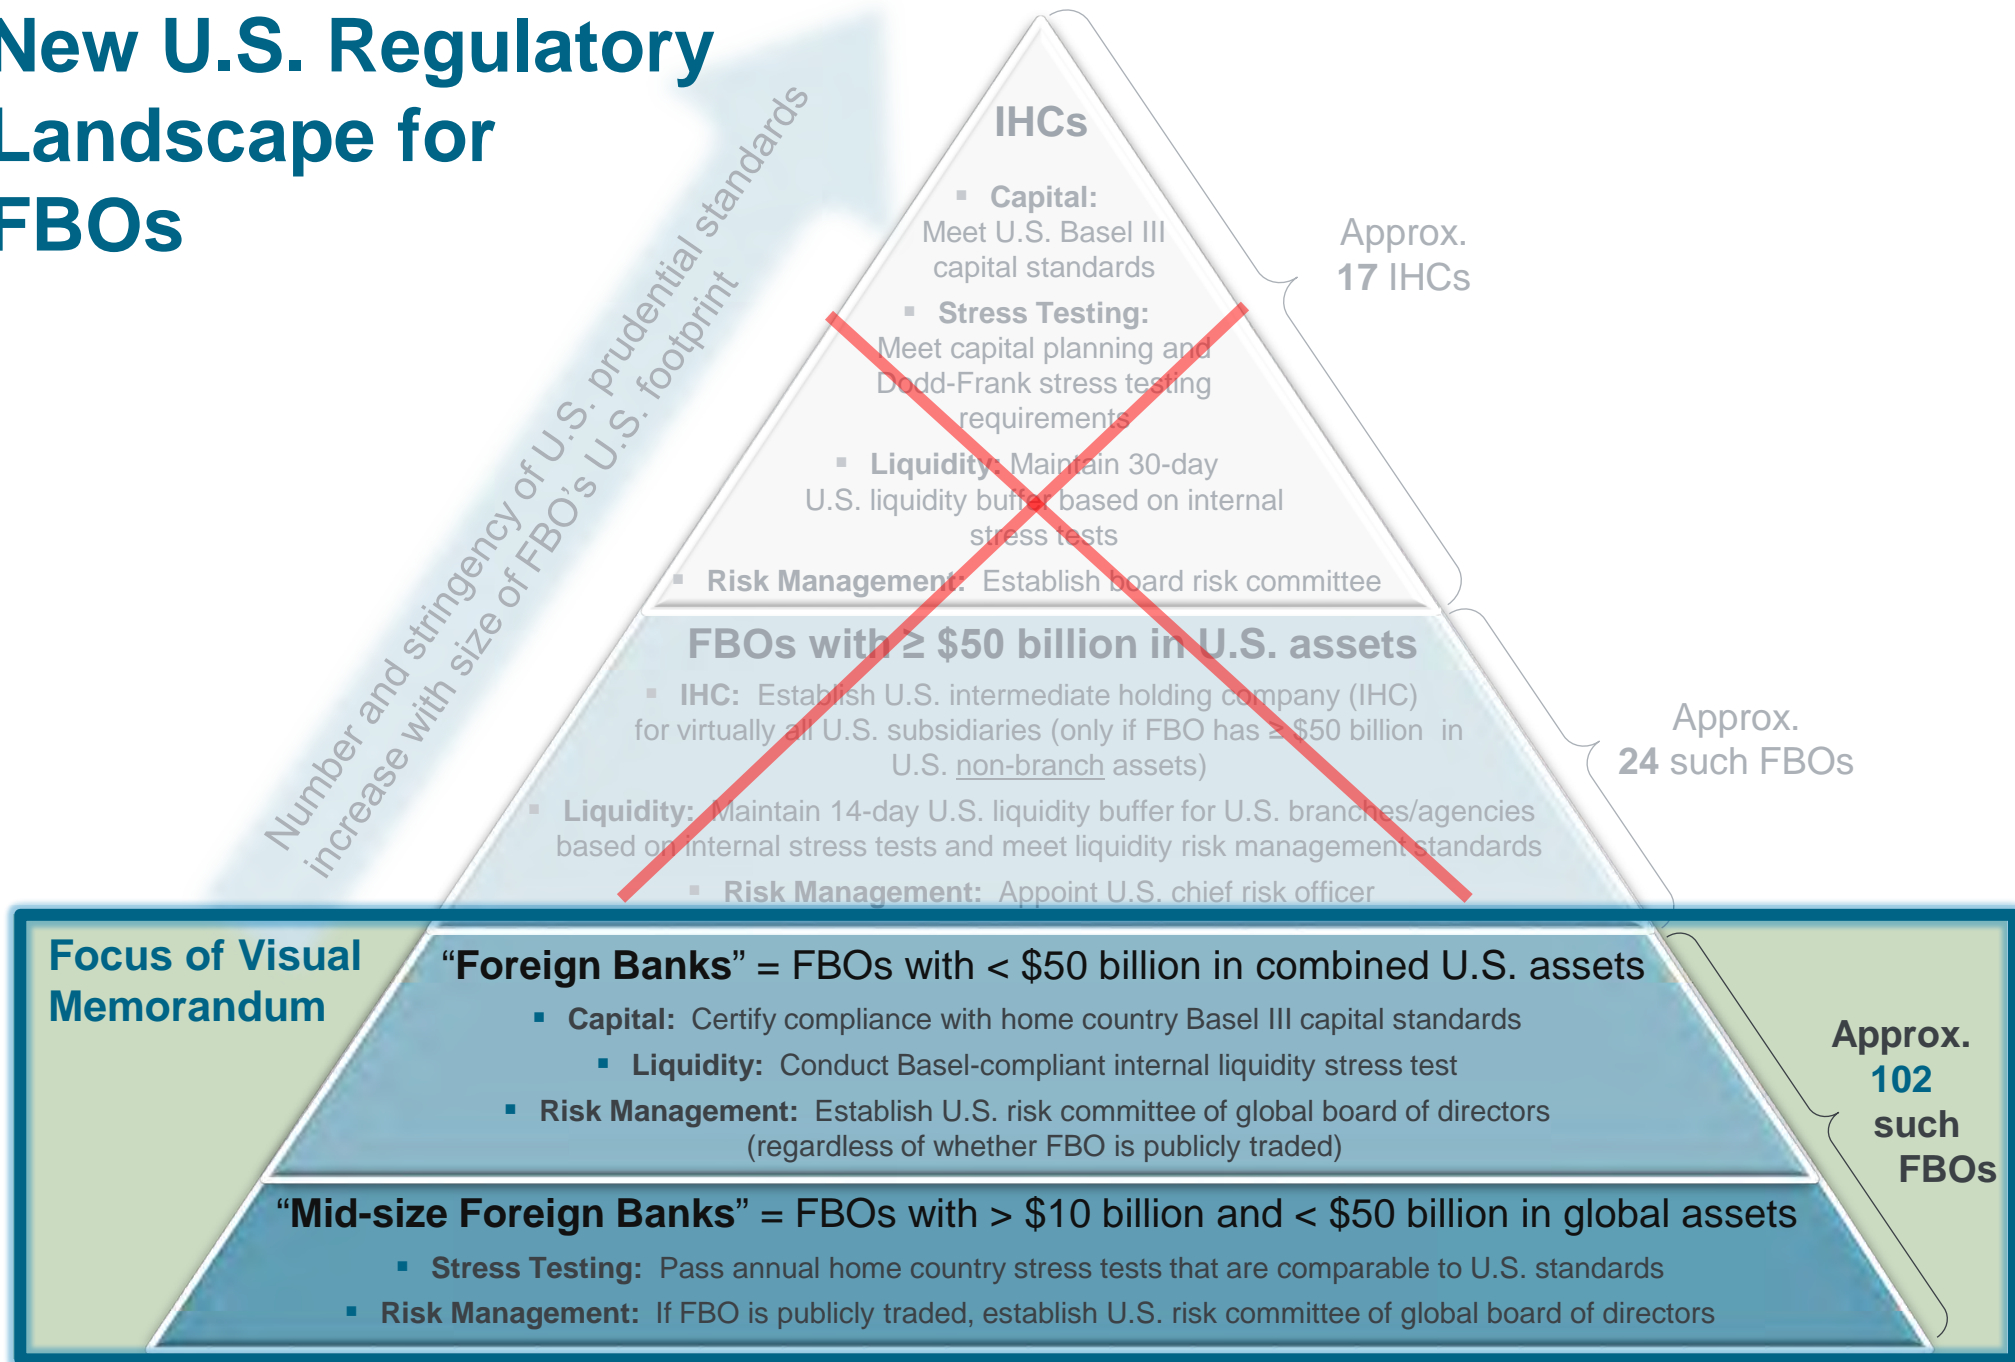 New U.S. Regulatory
Landscape for
FBOs
Number and stringency of U.S. prudential standards
increase with size of FBO’s U.S. footprint
IHCs
▪ Capital:
Meet U.S. Basel III
capital standards
▪ Stress Testing:
Meet capital planning and
Dodd-Frank stress testing
requirements
▪ Liquidity: Maintain 30-day
U.S. liquidity buffer based on internal
stress tests
▪ Risk Management: Establish board risk committee
Approx.
17 IHCs
FBOs with ≥ $50 billion in U.S. assets
▪ IHC: Establish U.S. intermediate holding company (IHC)
for virtually all U.S. subsidiaries (only if FBO has ≥ $50 billion in
U.S. non-branch assets)
▪ Liquidity: Maintain 14-day U.S. liquidity buffer for U.S. branches/agencies
based on internal stress tests and meet liquidity risk management standards
▪ Risk Management: Appoint U.S. chief risk officer
Approx.
24 such FBOs
Focus of Visual
Memorandum
“Foreign Banks” = FBOs with < $50 billion in combined U.S. assets
▪ Capital: Certify compliance with home country Basel III capital standards
▪ Liquidity: Conduct Basel-compliant internal liquidity stress test
▪ Risk Management: Establish U.S. risk committee of global board of directors
(regardless of whether FBO is publicly traded)
“Mid-size Foreign Banks” = FBOs with > $10 billion and < $50 billion in global assets
▪ Stress Testing: Pass annual home country stress tests that are comparable to U.S. standards
▪ Risk Management: If FBO is publicly traded, establish U.S. risk committee of global board of directors
Approx.
102
such
FBOs